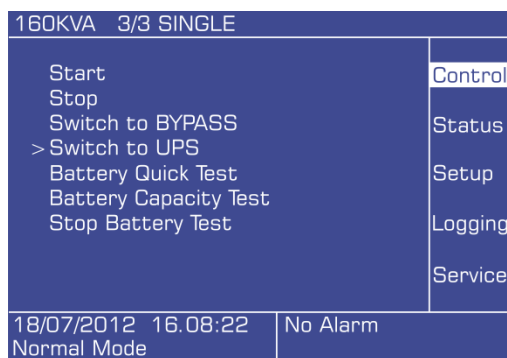 160KVA 3/3 SINGLE
Start
Stop
Switch to BYPASS
> Switch to UPS
Battery Quick Test
Battery Capacity Test
Stop Battery Test
Control
Status
Setup
Logging
Service
18/07/2012 16.08:22
Normal Mode
No Alarm